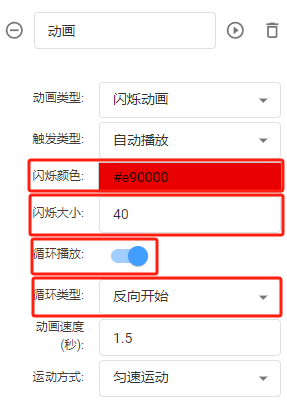 动画
动画类型: 闪烁动画
触发类型: 自动播放
闪烁颜色: #e90000
闪烁大小: 40
循环播放:
循环类型: 反向开始
动画速度
(秒): 1.5
运动方式: 匀速运动